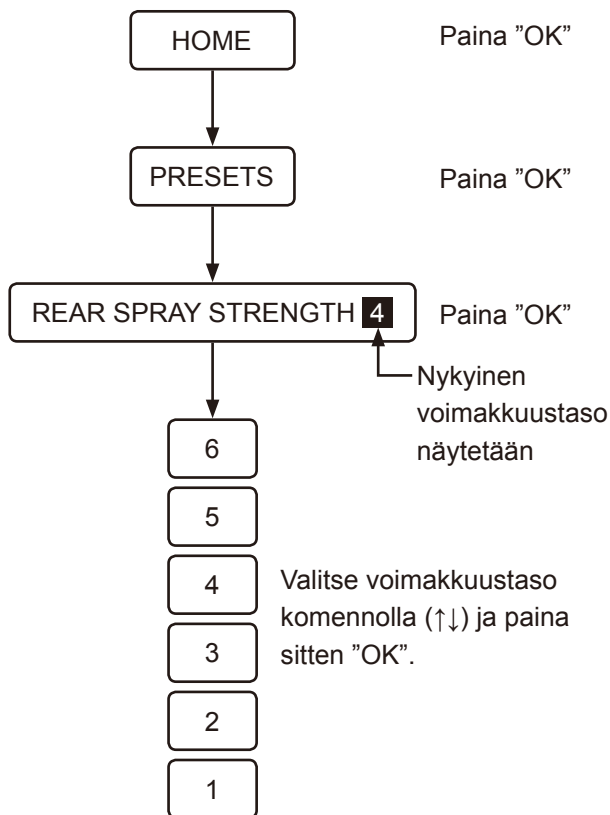 HOME
Paina ”OK”
PRESETS
Paina ”OK”
REAR SPRAY STRENGTH 4
Paina ”OK”
Nykyinen
voimakkuustaso
näytetään
6
5
4
Valitse voimakkuustaso
komennolla (↑↓) ja paina
sitten ”OK”.
3
2
1